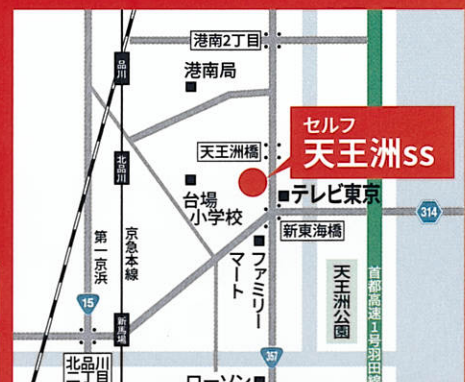 港南2丁目
品川
港南局
セルフ
天王洲SS
天王洲橋
北品川
台場
小学校
テレビ東京
314
新東海橋
ファミリー
マート
第一京浜
京急本線
天王洲公園
首都高速1号羽田線
15
新馬場
357
北品川
二丁目
ローソン